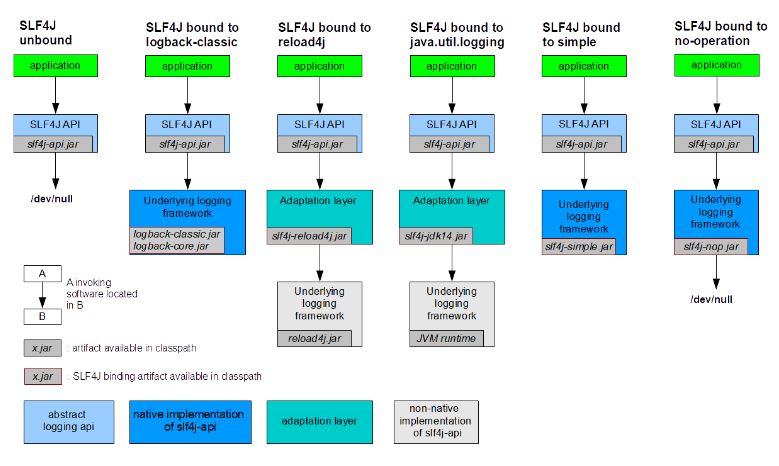 SLF4J
unbound
SLF4J bound to
logback-classic
SLF4J bound to
reload4j
SLF4J bound to
java.util.logging
SLF4J bound
to simple
SLF4J bound to
no-operation
application
application
application
application
application
application
SLF4J API
slf4j-api.jar
SLF4J API
slf4j-api.jar
SLF4J API
slf4j-api.jar
SLF4J API
slf4j-api.jar
SLF4J API
slf4j-api.jar
SLF4J API
slf4j-api.jar
/dev/null
Underlying logging
framework
logback-classic.jar
logback-core.jar
Adaptation layer
slf4j-reload4j.jar
Adaptation layer
slf4j-jdk14.jar
Underlying
logging
framework
slf4j-simple.jar
Underlying
logging
framework
slf4j-nop.jar
A
B
A invoking
software located
in B
Underlying
logging
framework
reload4j.jar
Underlying
logging
framework
JVM runtime
/dev/null
x.jar
: artifact available in classpath
x.jar
: SLF4J binding artifact available in classpath
abstract
logging api
native implementation
of slf4j-api
adaptation layer
non-native
implementation
of slf4j-api